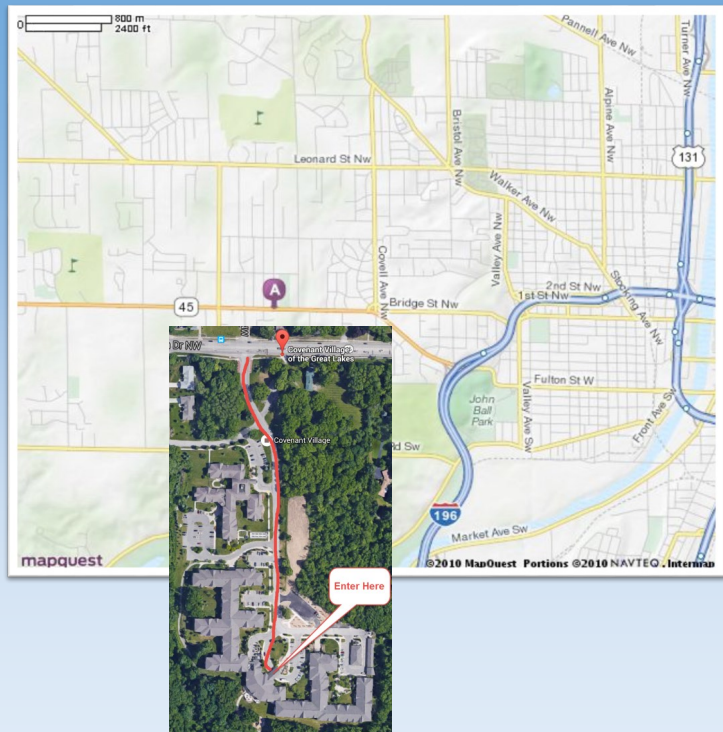 0
800 m
2400 ft
Pannell Ave Nw
Turner Ave Nw
Alpine Ave Nw
Bristol Ave Nw
131
Leonard St Nw
Walker Ave Nw
Valley Ave Nw
Covell Ave Nw
Stocking Ave Nw
A
2nd St Nw
1st St Nw
45
Bridge St Nw
Dr NW
Covenant Village
of the Great Lakes
Fulton St W
John
Ball
Park
Valley Ave Sw
Front Ave Sw
Rd Sw
Covenant Village
196
Market Ave Sw
mapquest
©2010 MapQuest Portions ©2010 NAVTEQ, Intermap
Enter Here